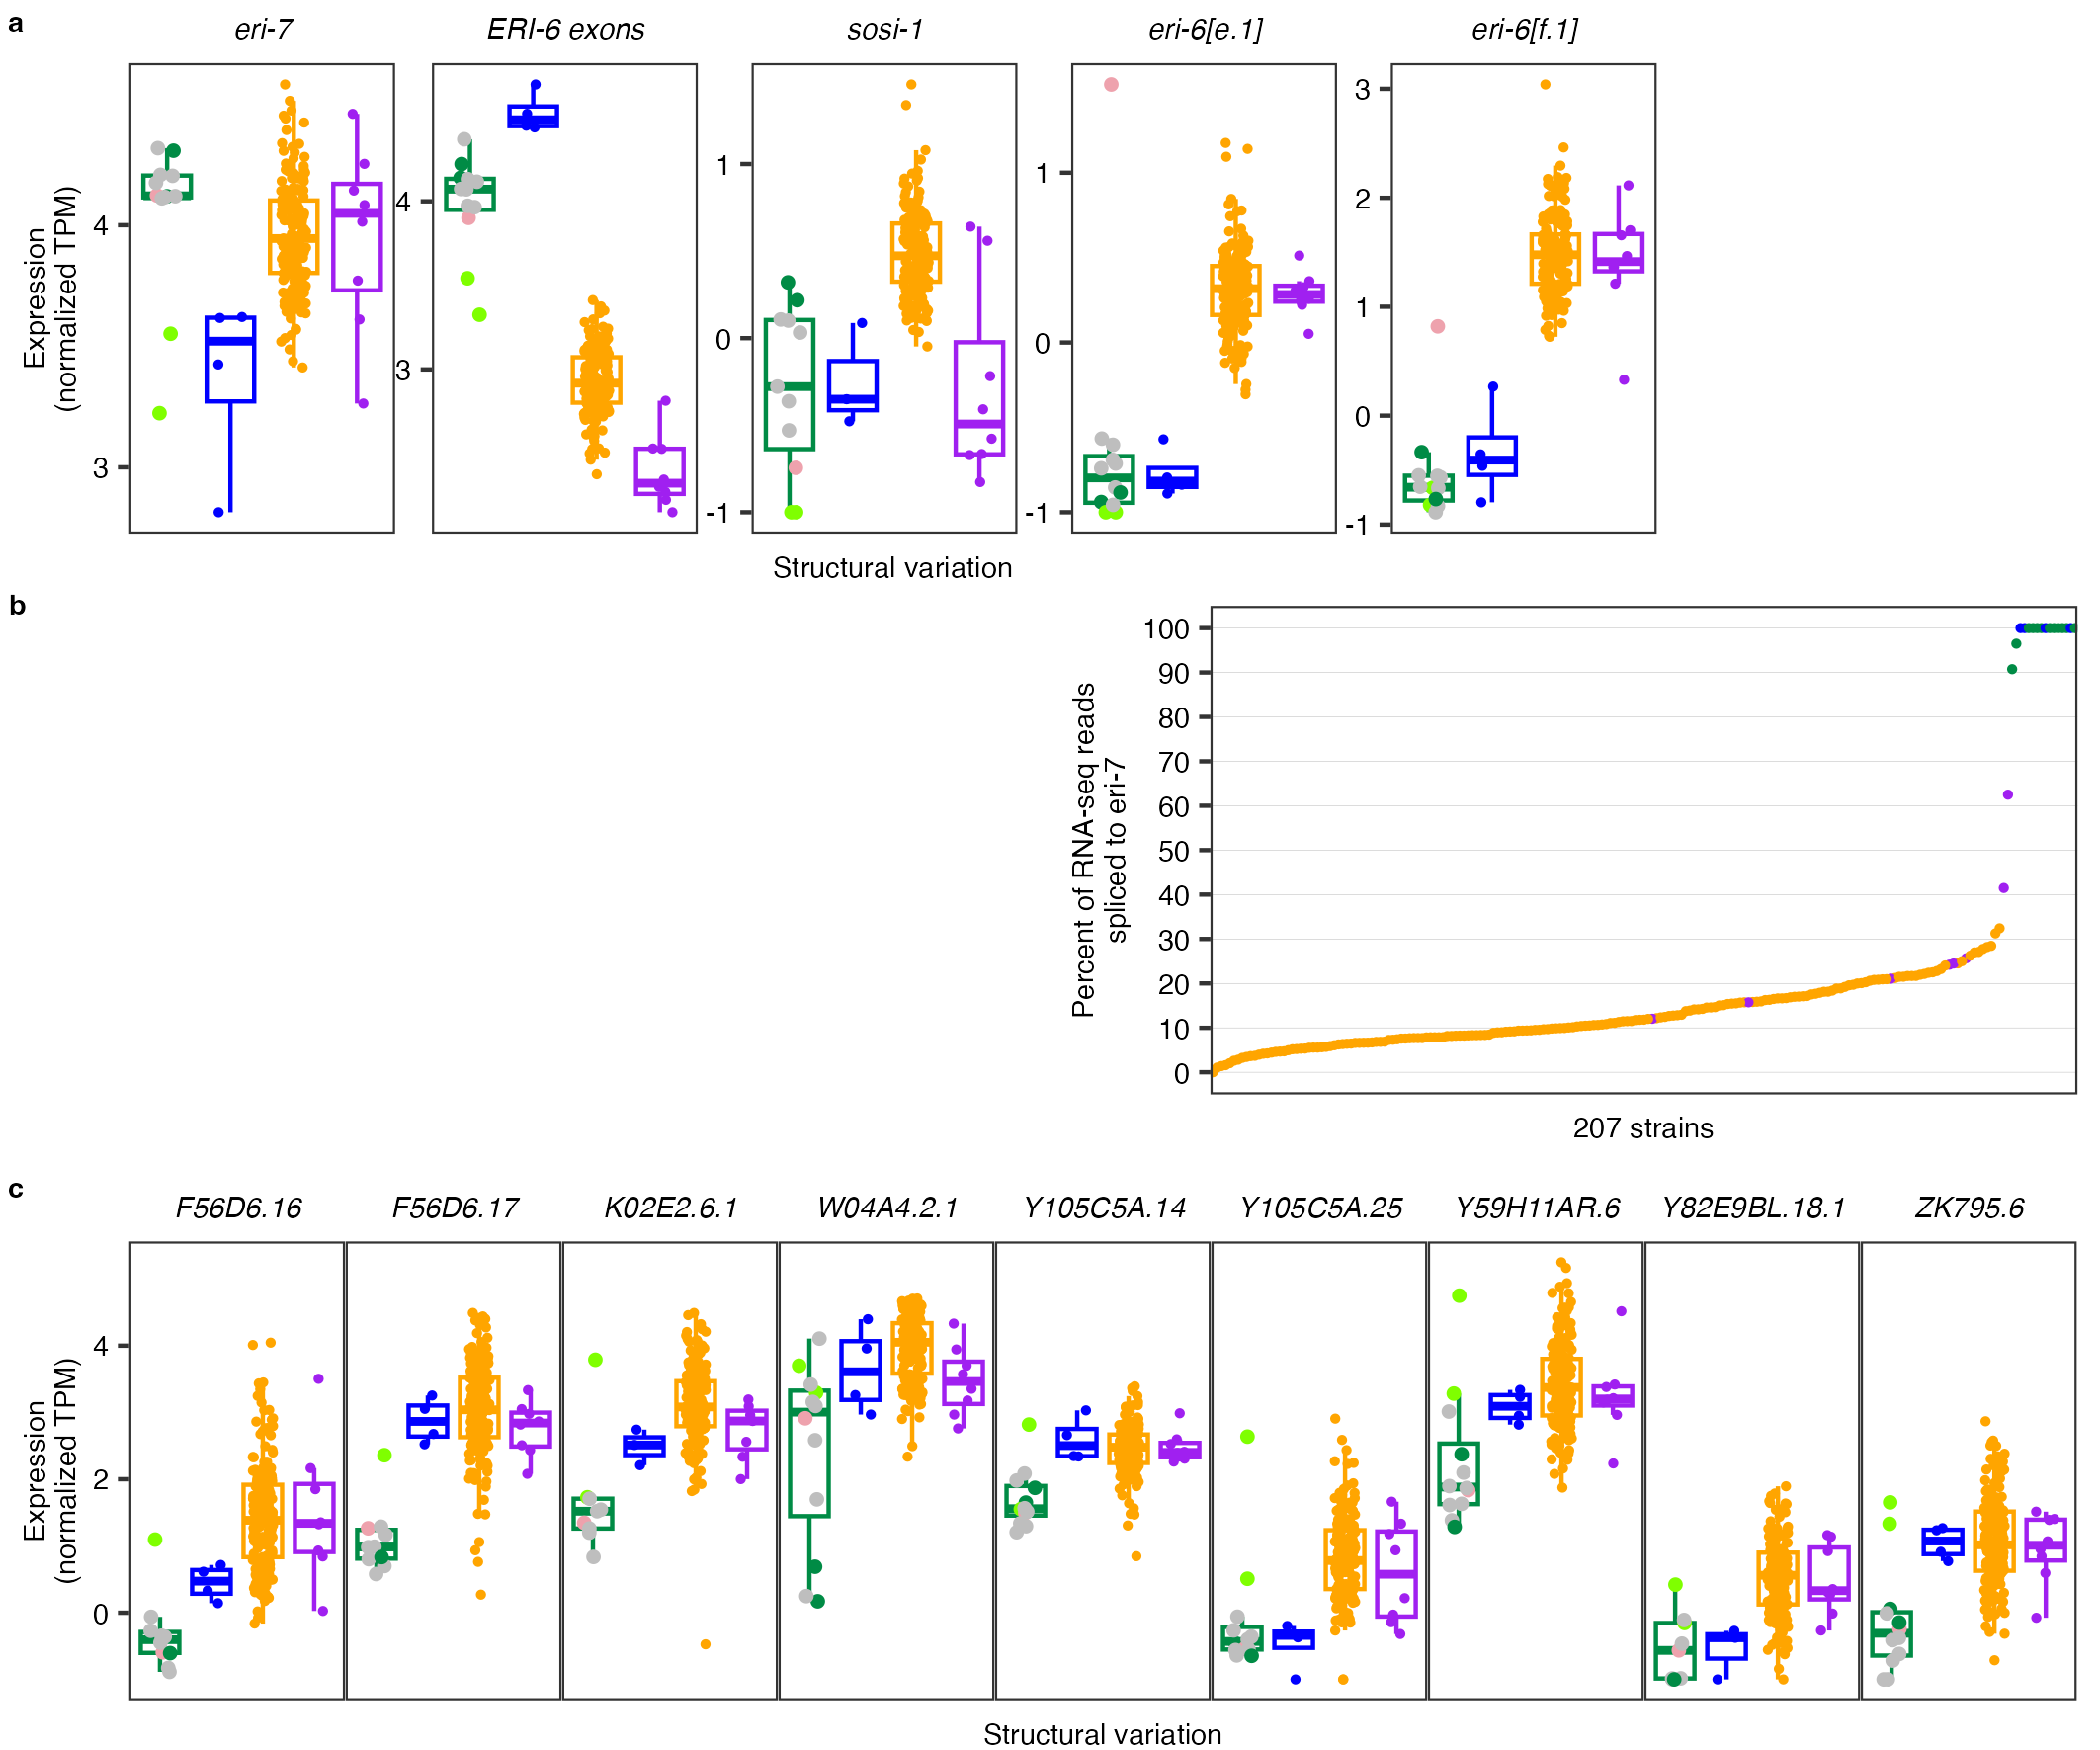 a
eri-7
ERI-6 exons
sosi-1
eri-6[e.1]
eri-6[f.1]
Expression
(normalized TPM)
4
3
4
3
1
0
-1
1
0
-1
3
2
1
0
-1
Structural variation
b
Percent of RNA-seq reads
spliced to eri-7
100
90
80
70
60
50
40
30
20
10
0
207 strains
c
F56D6.16
F56D6.17
K02E2.6.1
W04A4.2.1
Y105C5A.14
Y105C5A.25
Y59H11AR.6
Y82E9BL.18.1
ZK795.6
Expression
(normalized TPM)
4
2
0
Structural variation